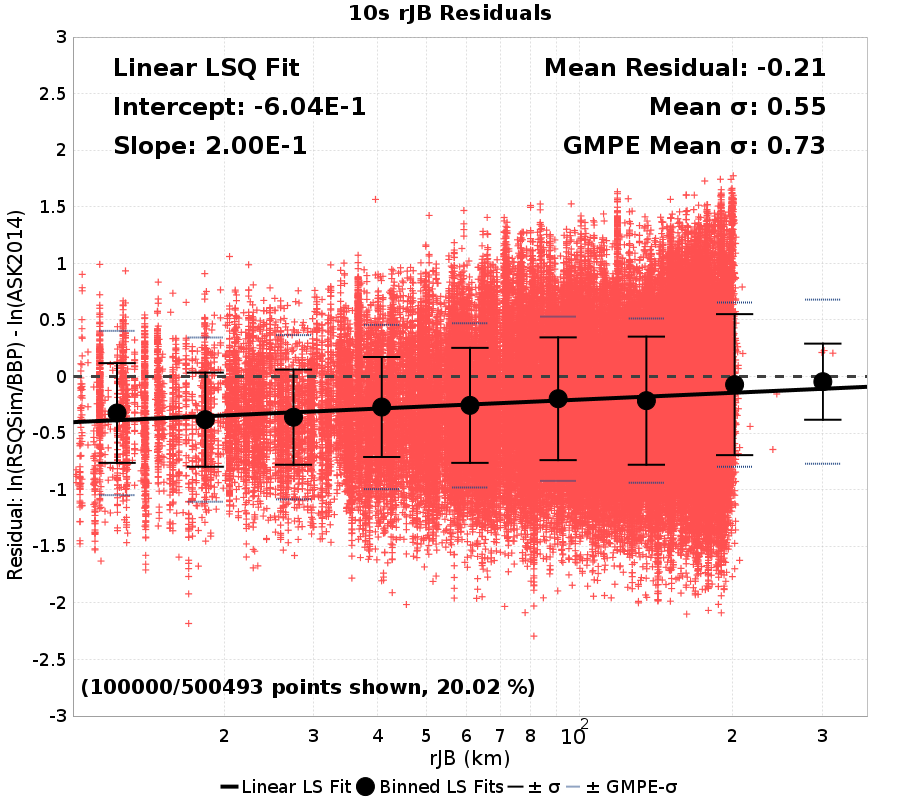 10s rJB Residuals
Linear LSQ Fit
Intercept: -6.04E-1
Slope: 2.00E-1
Mean Residual: -0.21
Mean σ: 0.55
GMPE Mean σ: 0.73
3
2.5
2
1.5
1
0.5
0
-0.5
-1
-1.5
-2
-2.5
-3
Residual: ln(RSQSim/BBP) - ln(ASK2014)
(100000/500493 points shown, 20.02 %)
2 3 4 5 6 7 8 10² 2 3
rJB (km)
Linear LS Fit Binned LS Fits ± σ ± GMPE-σ